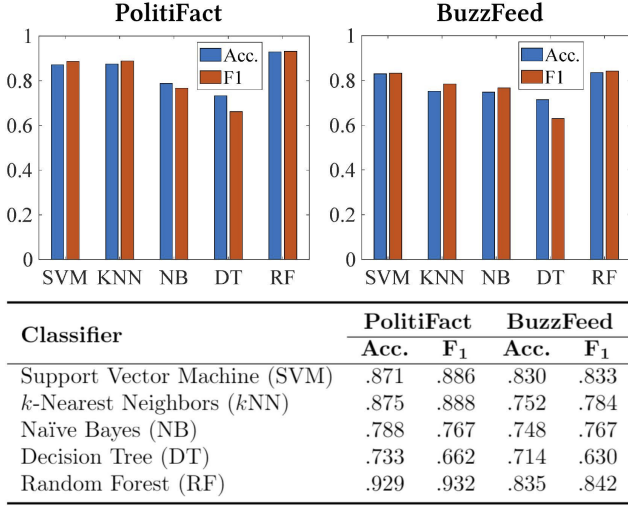 PolitiFact
1
0.8
0.6
0.4
0.2
0
Acc.
F1
SVM KNN NB DT RF
BuzzFeed
1
0.8
0.6
0.4
0.2
0
Acc.
F1
SVM KNN NB DT RF
Classifier PolitiFact BuzzFeed
Acc. F1 Acc. F1
Support Vector Machine (SVM) .871 .886 .830 .833
k-Nearest Neighbors (kNN) .875 .888 .752 .784
Naïve Bayes (NB) .788 .767 .748 .767
Decision Tree (DT) .733 .662 .714 .630
Random Forest (RF) .929 .932 .835 .842